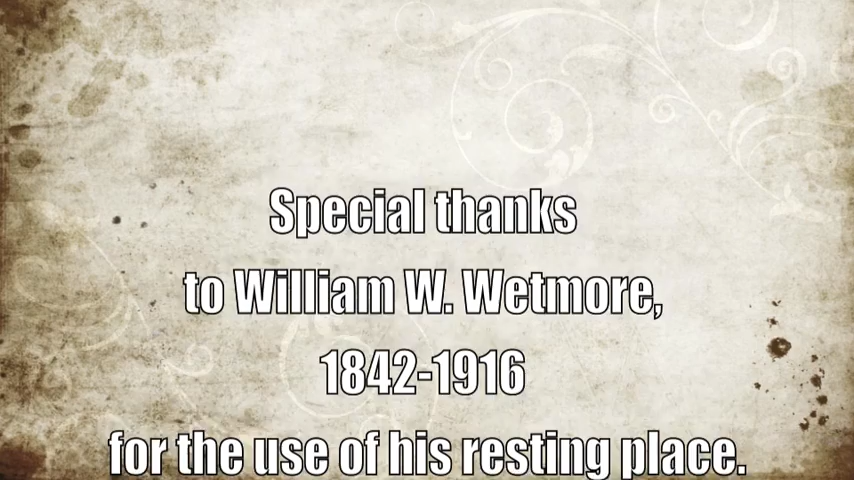 Special thanks
to William W. Wetmore,
1842-1916
for the use of his resting place.